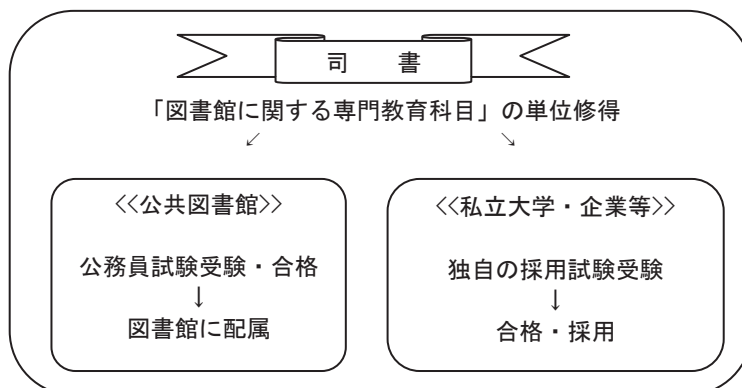 司　書
「図書館に関する専門教育科目」の単位修得
↙　↘
<<公共図書館>>
公務員試験受験・合格
↓
図書館に配属
<<私立大学・企業等>>
独自の採用試験受験
↓
合格・採用